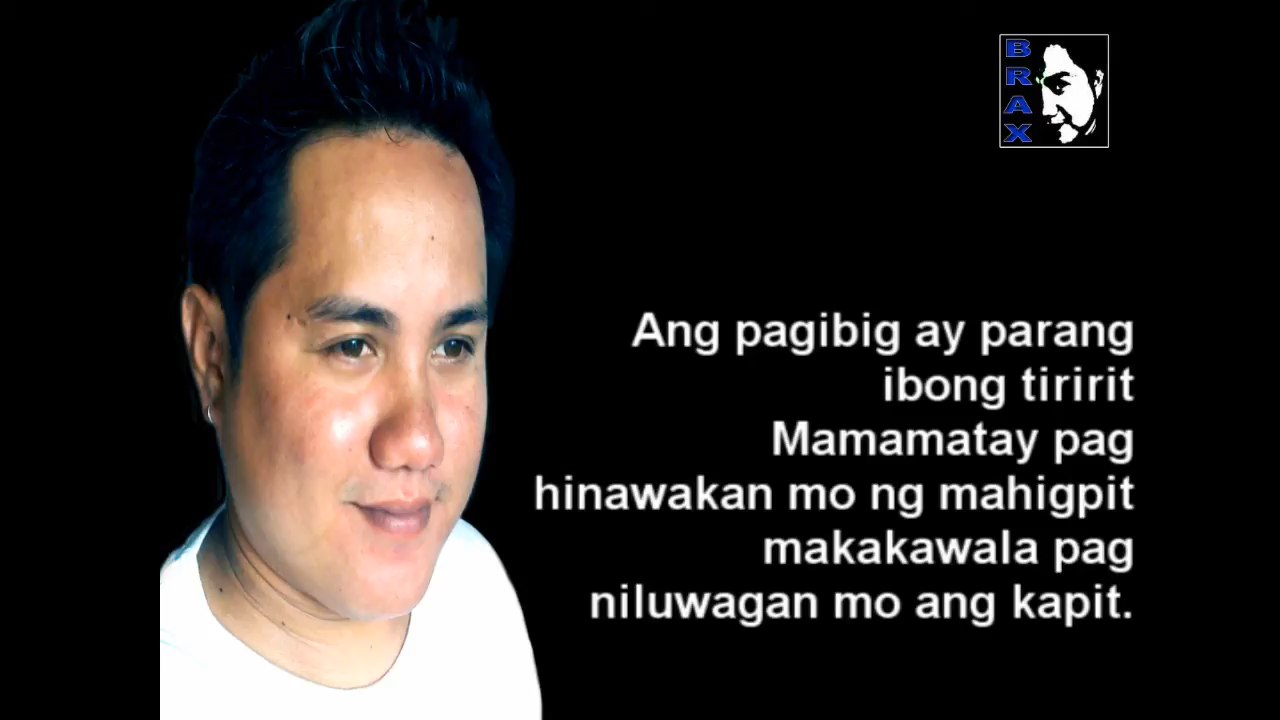 BRAX
Ang pagibig ay parang
ibong tiririt
Mamamatay pag
hinawakan mo ng mahigpit
makakawala pag
niluwagan mo ang kapit.